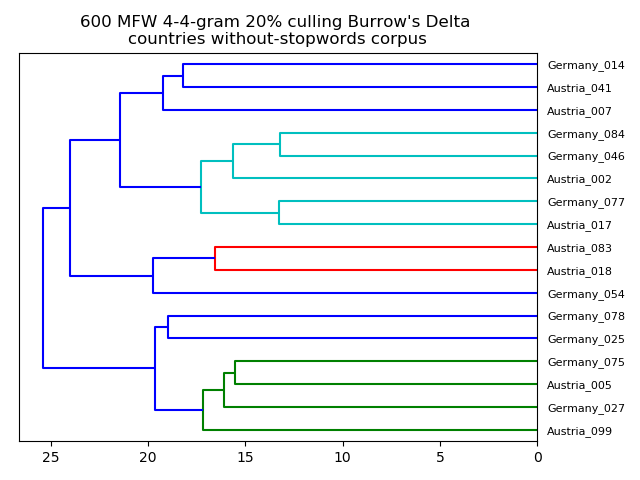 600 MFW 4-4-gram 20% culling Burrow's Delta
countries without-stopwords corpus
Germany_014
Austria_041
Austria_007
Germany_084
Germany_046
Austria_002
Germany_077
Austria_017
Austria_083
Austria_018
Germany_054
Germany_078
Germany_025
Germany_075
Austria_005
Germany_027
Austria_099
25 20 15 10 5 0